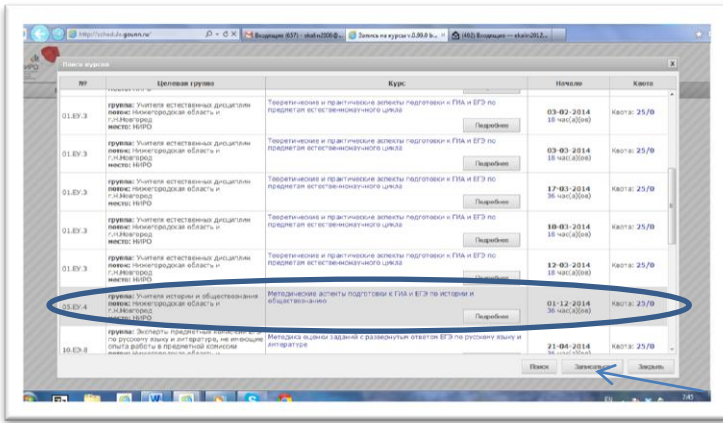 http://schedule.gounn.ru/
Входящие (657) - ekalin2006@...
Запись на курсы v.0.99.0 b...
(492) Входящие — ekalin2012...
Поиск курсов
№ Целевая группа Курс Начало Квота
01.ЕУ.3
группа: Учителя естественных дисциплин
поток: Нижегородская область и
г.Н.Новгород
место: НИРО
Теоретические и практические аспекты подготовки к ГИА и ЕГЭ по
предметам естественнонаучного цикла
Подробнее
03-02-2014
18 час(а)(ов)
Квота: 25/0
01.ЕУ.3
группа: Учителя естественных дисциплин
поток: Нижегородская область и
г.Н.Новгород
место: НИРО
Теоретические и практические аспекты подготовки к ГИА и ЕГЭ по
предметам естественнонаучного цикла
Подробнее
03-03-2014
18 час(а)(ов)
Квота: 25/0
01.ЕУ.3
группа: Учителя естественных дисциплин
поток: Нижегородская область и
г.Н.Новгород
место: НИРО
Теоретические и практические аспекты подготовки к ГИА и ЕГЭ по
предметам естественнонаучного цикла
Подробнее
17-03-2014
36 час(а)(ов)
Квота: 25/0
01.ЕУ.3
группа: Учителя естественных дисциплин
поток: Нижегородская область и
г.Н.Новгород
место: НИРО
Теоретические и практические аспекты подготовки к ГИА и ЕГЭ по
предметам естественнонаучного цикла
Подробнее
10-03-2014
18 час(а)(ов)
Квота: 25/0
01.ЕУ.3
группа: Учителя естественных дисциплин
поток: Нижегородская область и
г.Н.Новгород
место: НИРО
Теоретические и практические аспекты подготовки к ГИА и ЕГЭ по
предметам естественнонаучного цикла
Подробнее
12-03-2014
18 час(а)(ов)
Квота: 25/0
05.ЕУ.4
группа: Учителя истории и обществознания
поток: Нижегородская область и
г.Н.Новгород
место: НИРО
Методические аспекты подготовки к ГИА и ЕГЭ по истории и
обществознанию
Подробнее
01-12-2014
36 час(а)(ов)
Квота: 25/0
10.ЕЭ.8
группа: Эксперты предметных комиссий ЕГЭ
по русскому языку и литературе, не имеющие
опыта работы в предметной комиссии
Методика оценки заданий с развернутым ответом ЕГЭ по русскому языку и
литературе
21-04-2014
36 час(а)(ов)
Квота: 25/0
Поиск Записаться Закрыть
EN 7:45